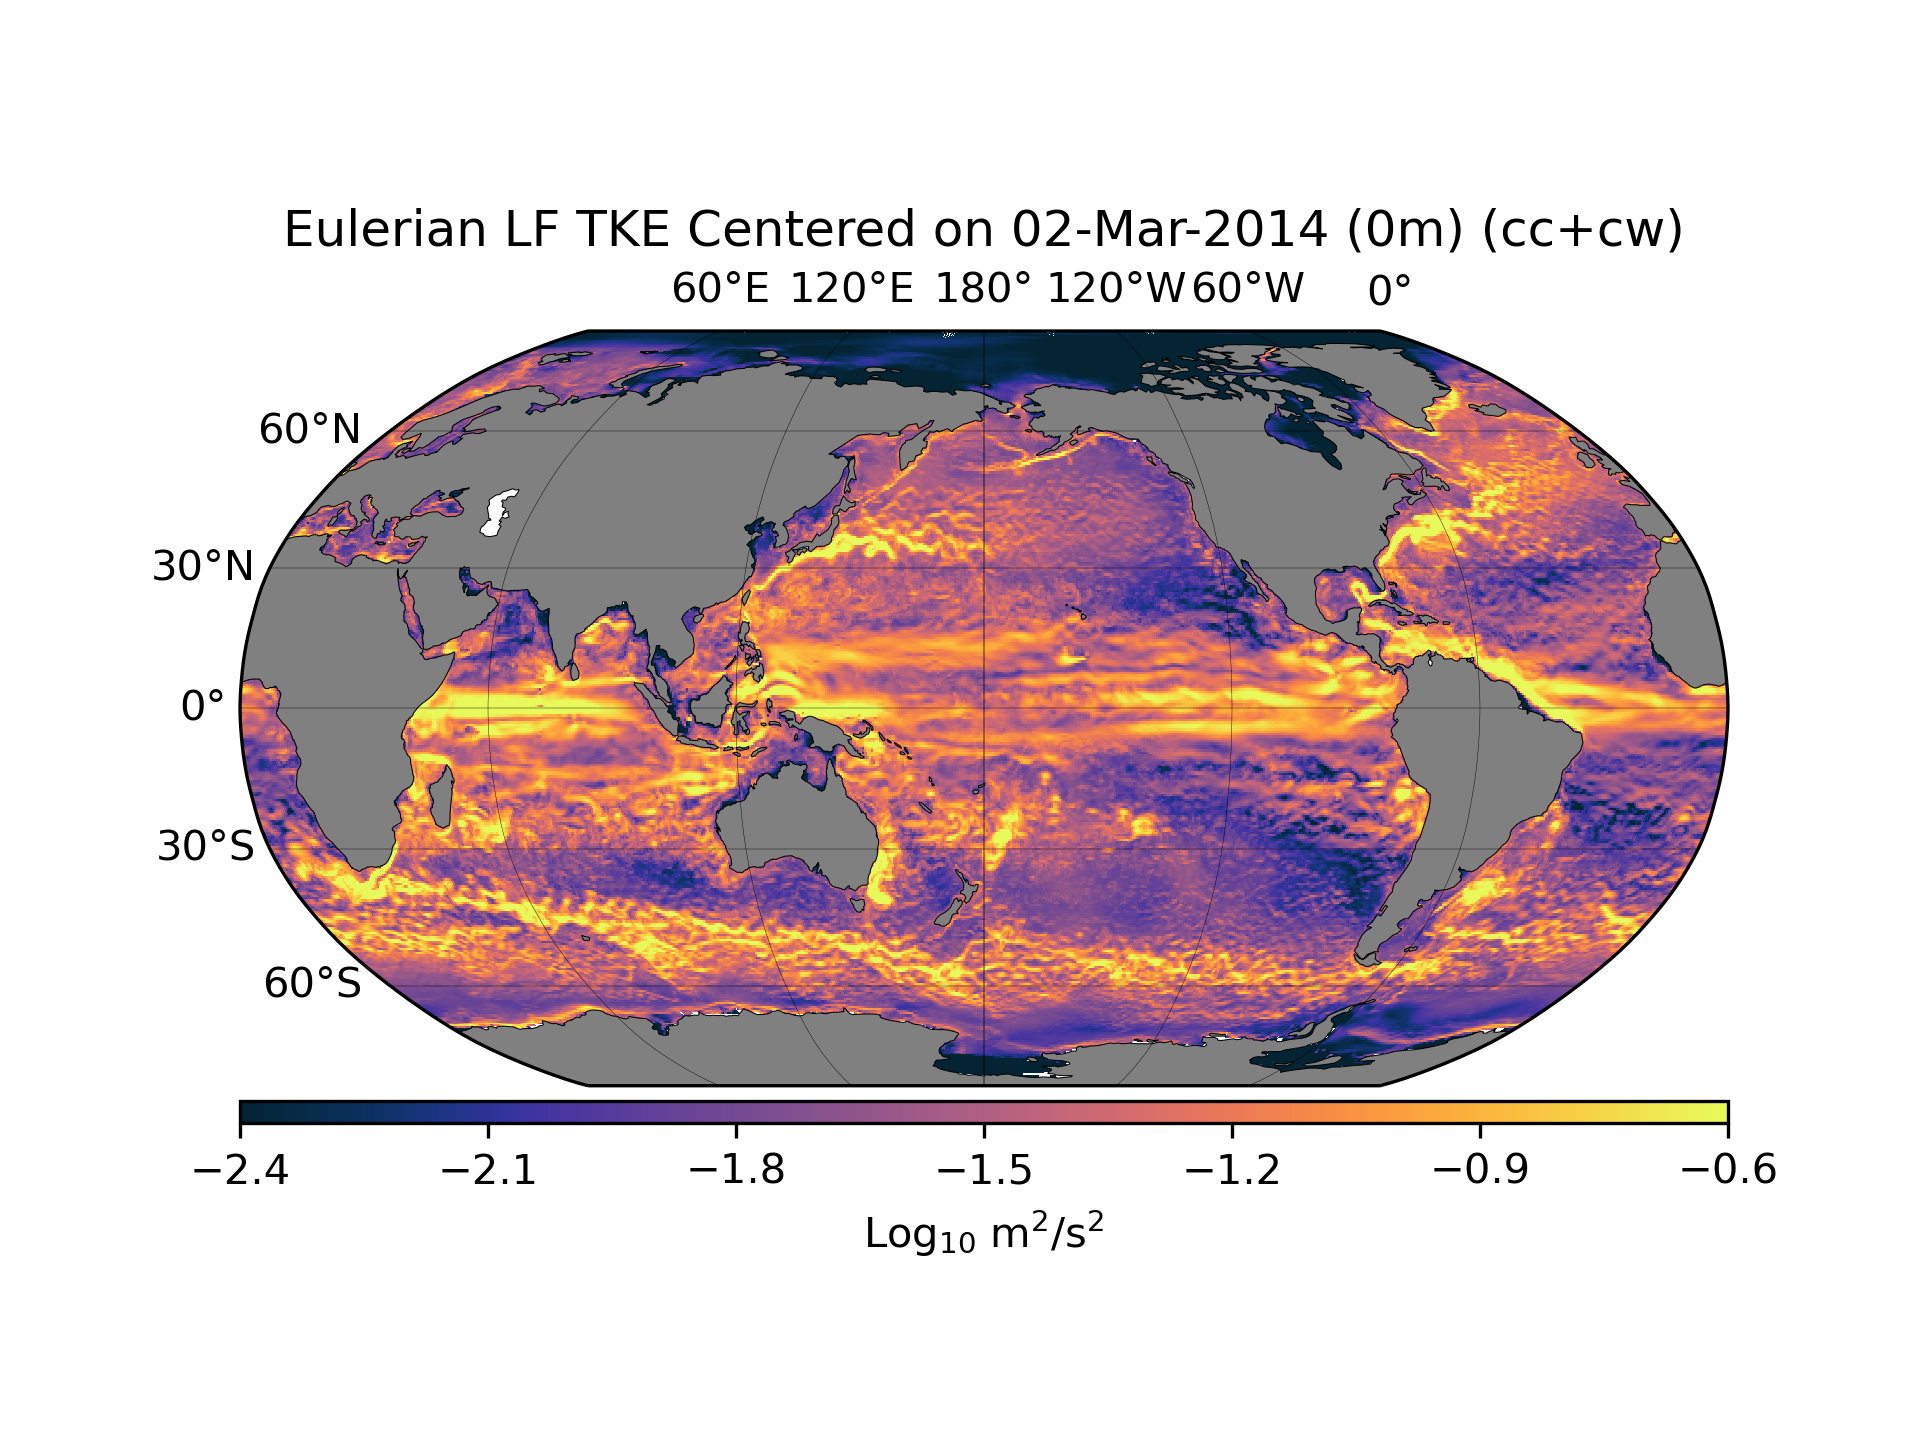 Eulerian LF TKE Centered on 02-Mar-2014 (0m) (cc+cw)
60°E 120°E 180° 120°W 60°W 0°
60°N
30°N
0°
30°S
60°S
−2.4 −2.1 −1.8 −1.5 −1.2 −0.9 −0.6
Log₁₀ m²/s²